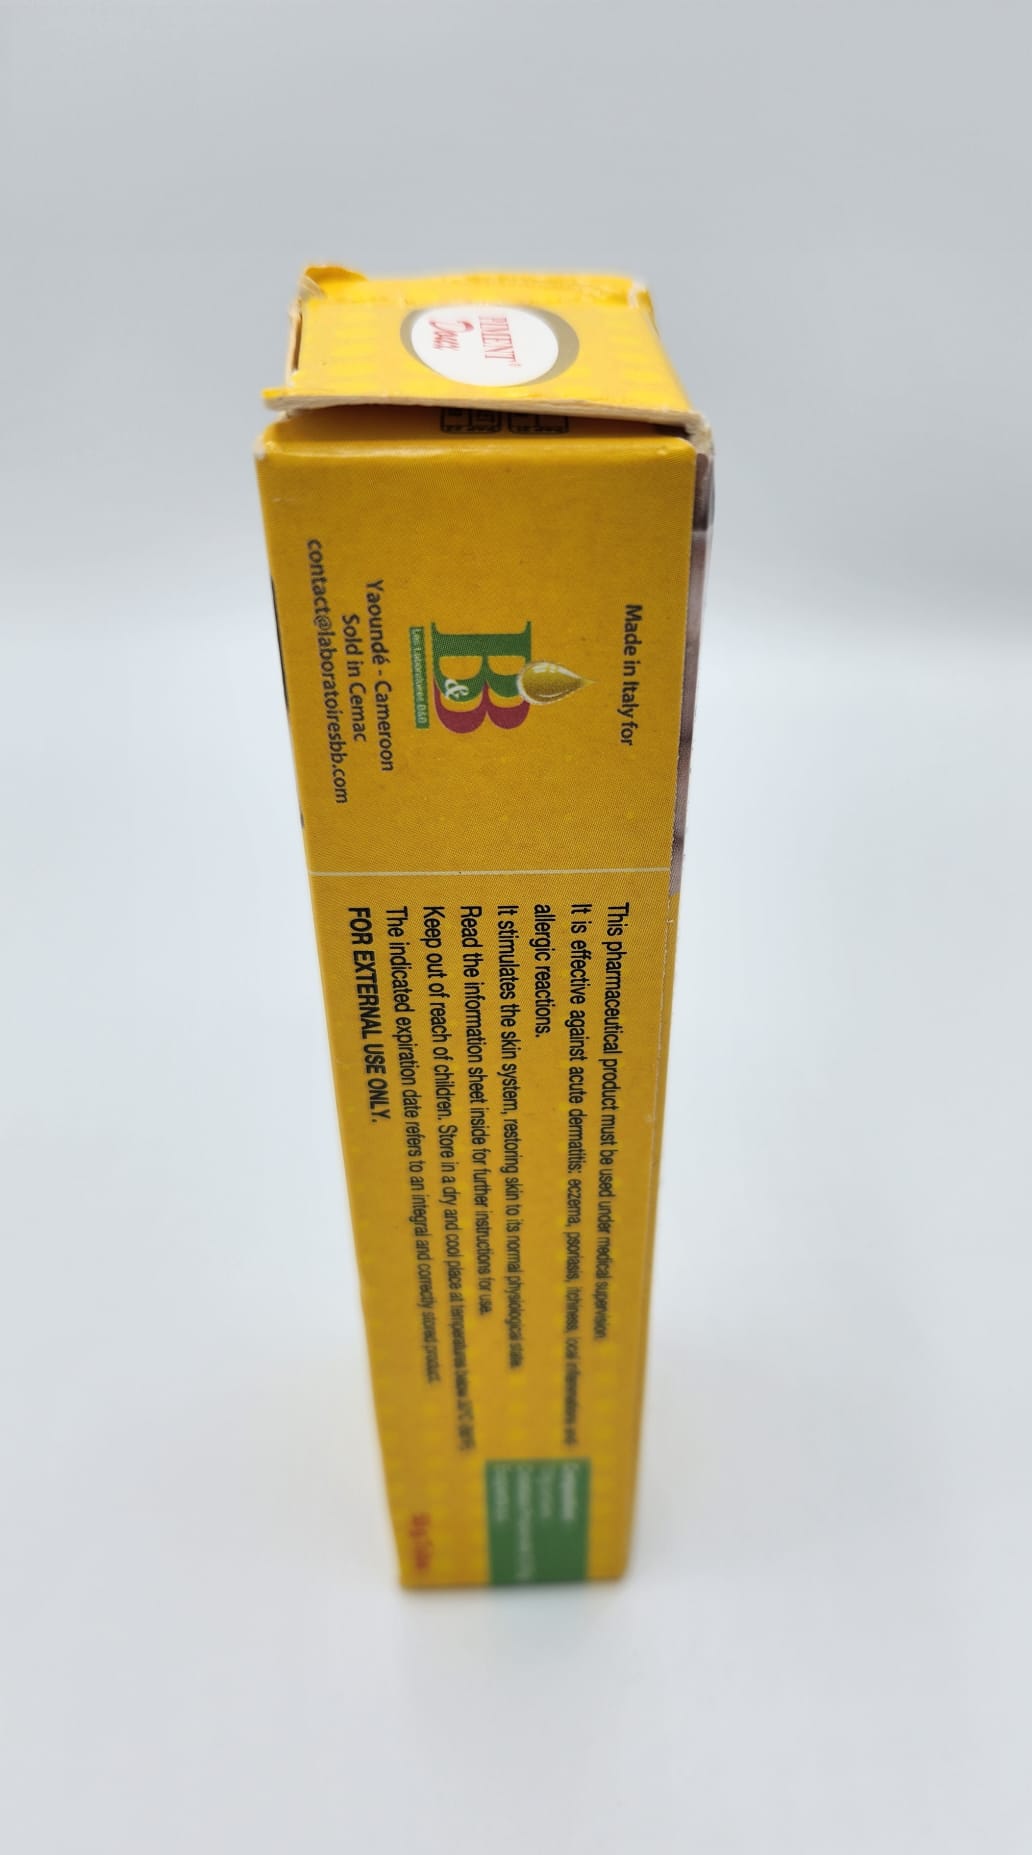 PIMENT
Doux
Made in Italy for
B&B
Les Laboratoires B&B
Yaoundé - Cameroon
Sold in Cemac
contact@laboratoiresbb.com
This pharmaceutical product must be used under medical supervision.
It is effective against acute dermatitis: eczema, psoriasis, itchiness, local inflammations and
allergic reactions.
It stimulates the skin system, restoring skin to its normal physiological state.
Read the information sheet inside for further instructions for use.
Keep out of reach of children. Store in a dry and cool place at temperatures below
The indicated expiration date refers to an integral and correctly stored product.
FOR EXTERNAL USE ONLY.